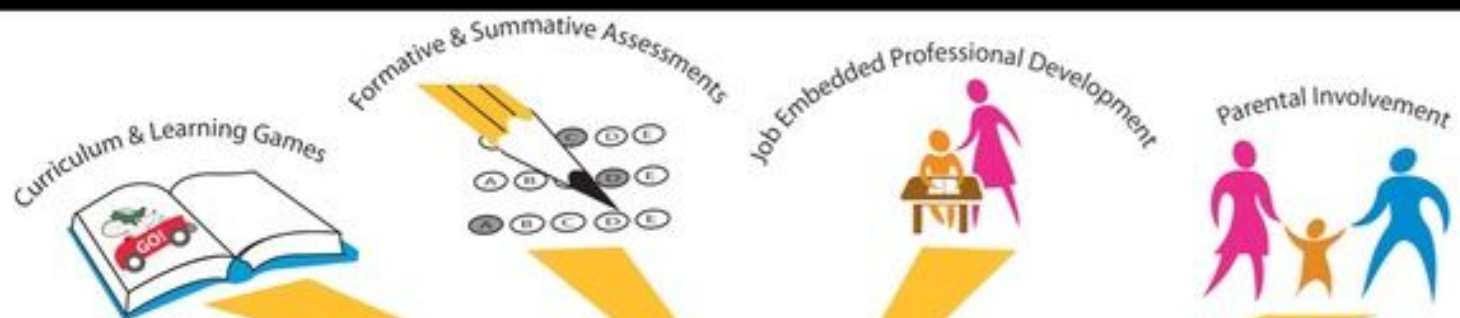 Curriculum & Learning Games
Formative & Summative Assessments
Job Embedded Professional Development
Parental Involvement
GO!
C D E
A B D E
A B C D E